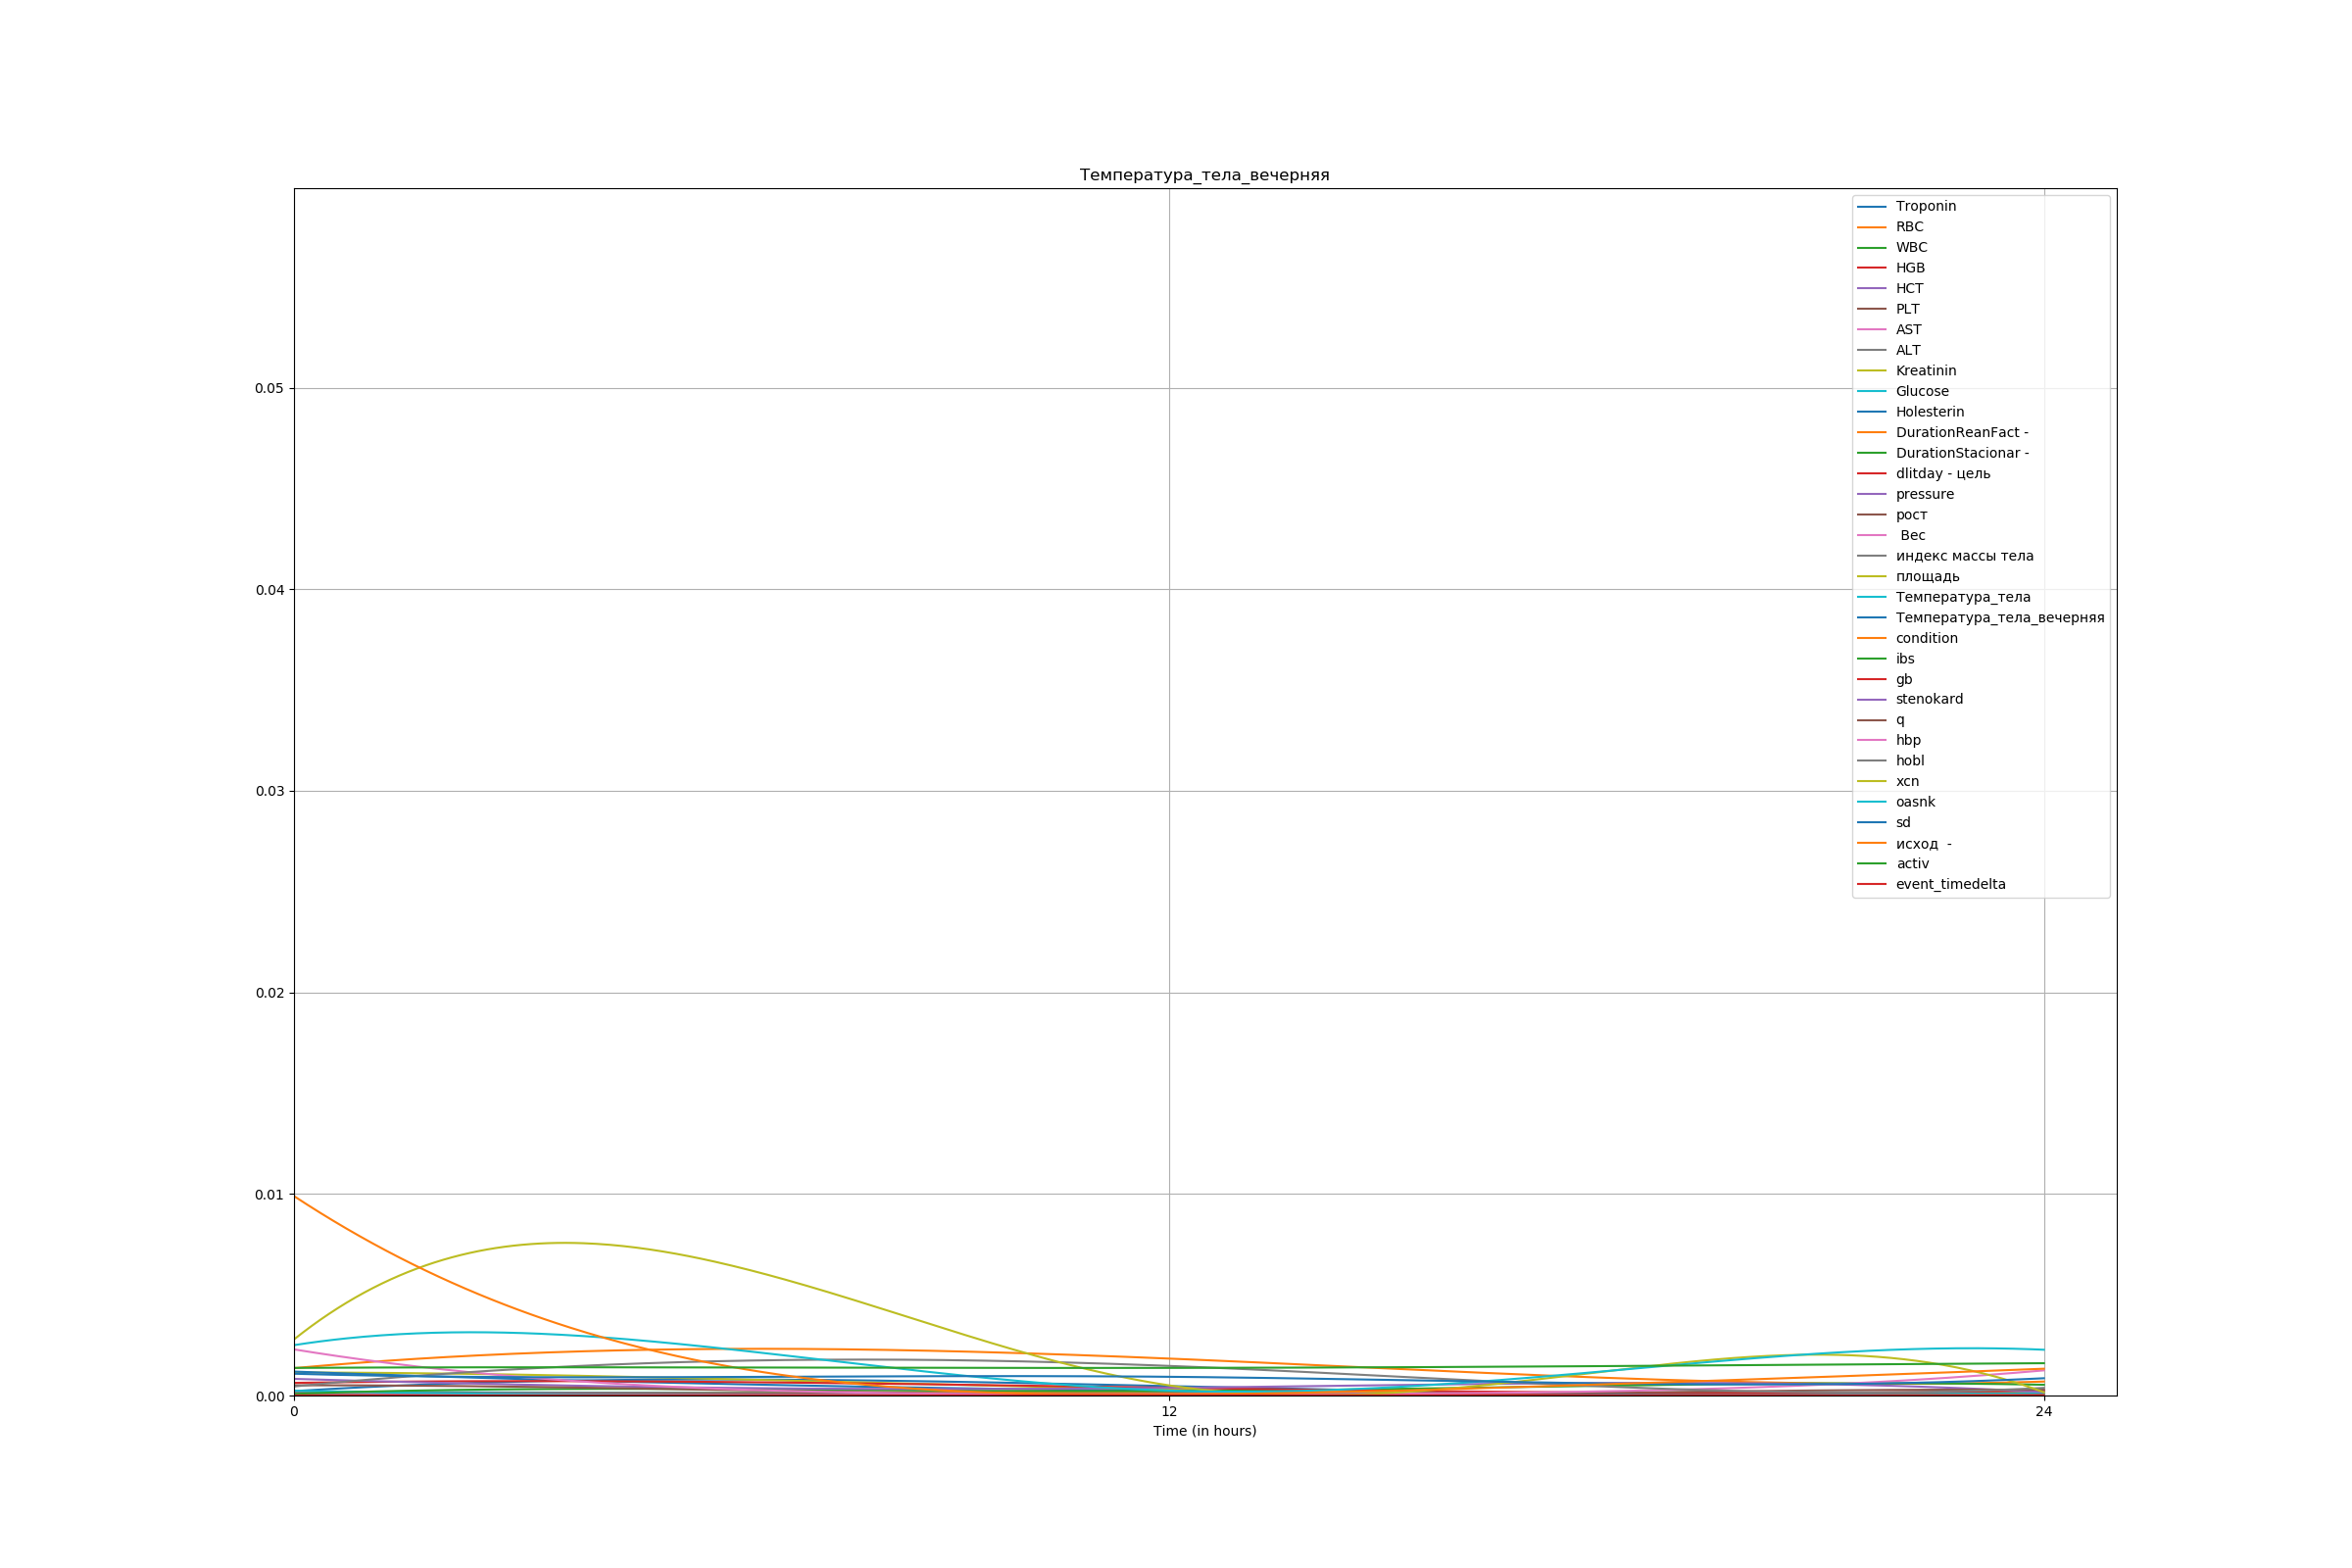 Температура_тела_вечерняя
Troponin
RBC
WBC
HGB
HCT
PLT
AST
ALT
Kreatinin
Glucose
Holesterin
DurationReanFact -
DurationStacionar -
dlitday - цель
pressure
рост
Вес
индекс массы тела
площадь
Температура_тела
Температура_тела_вечерняя
condition
ibs
gb
stenokard
q
hbp
hobl
xcn
oasnk
sd
исход  -
activ
event_timedelta
0.05
0.04
0.03
0.02
0.01
0.00
0 12 24
Time (in hours)